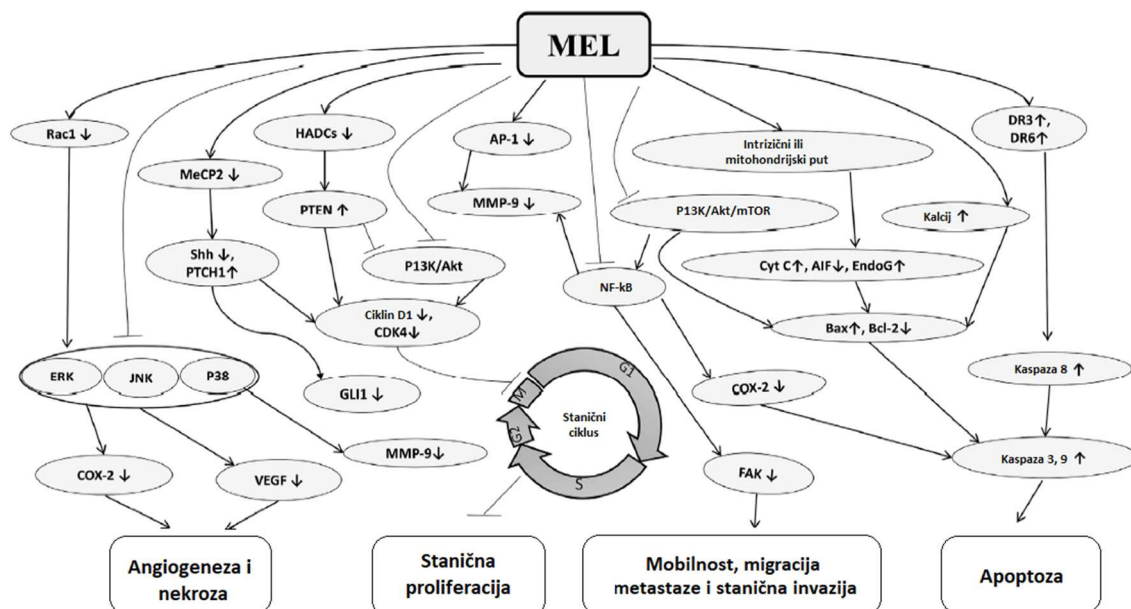 MEL
Rac1 ↓
HADCs ↓
AP-1 ↓
DR3↑,
DR6↑
Intrizični ili
mitohondrijski put
MeCP2 ↓
PTEN ↑
MMP-9 ↓
P13K/Akt/mTOR
Kalcij ↑
Shh ↓,
PTCH1↑
P13K/Akt
Cyt C↑, AIF↓, EndoG↑
NF-kB
Ciklin D1 ↓,
CDK4↓
Bax↑, Bcl-2↓
ERK
JNK
P38
GLI1 ↓
M
G1
G2
S
Stanični
ciklus
COX-2 ↓
Kaspaza 8 ↑
COX-2 ↓
VEGF ↓
MMP-9↓
FAK ↓
Kaspaza 3, 9 ↑
Angiogeneza i
nekroza
Stanična
proliferacija
Mobilnost, migracija
metastaze i stanična invazija
Apoptoza